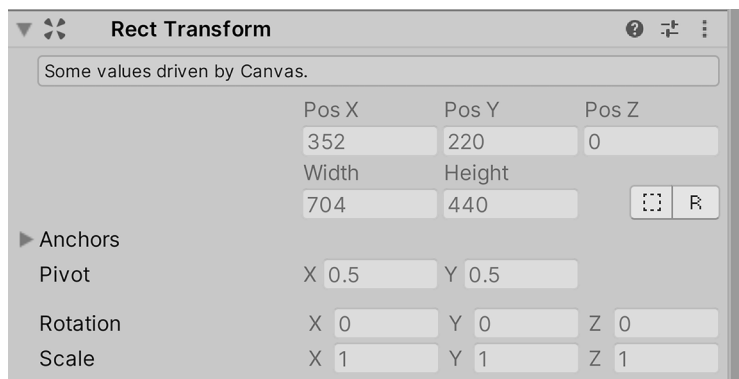 Rect Transform
Some values driven by Canvas.
Pos X Pos Y Pos Z
352 220 0
Width Height
704 440
R
Anchors
Pivot X 0.5 Y 0.5
Rotation X 0 Y 0 Z 0
Scale X 1 Y 1 Z 1